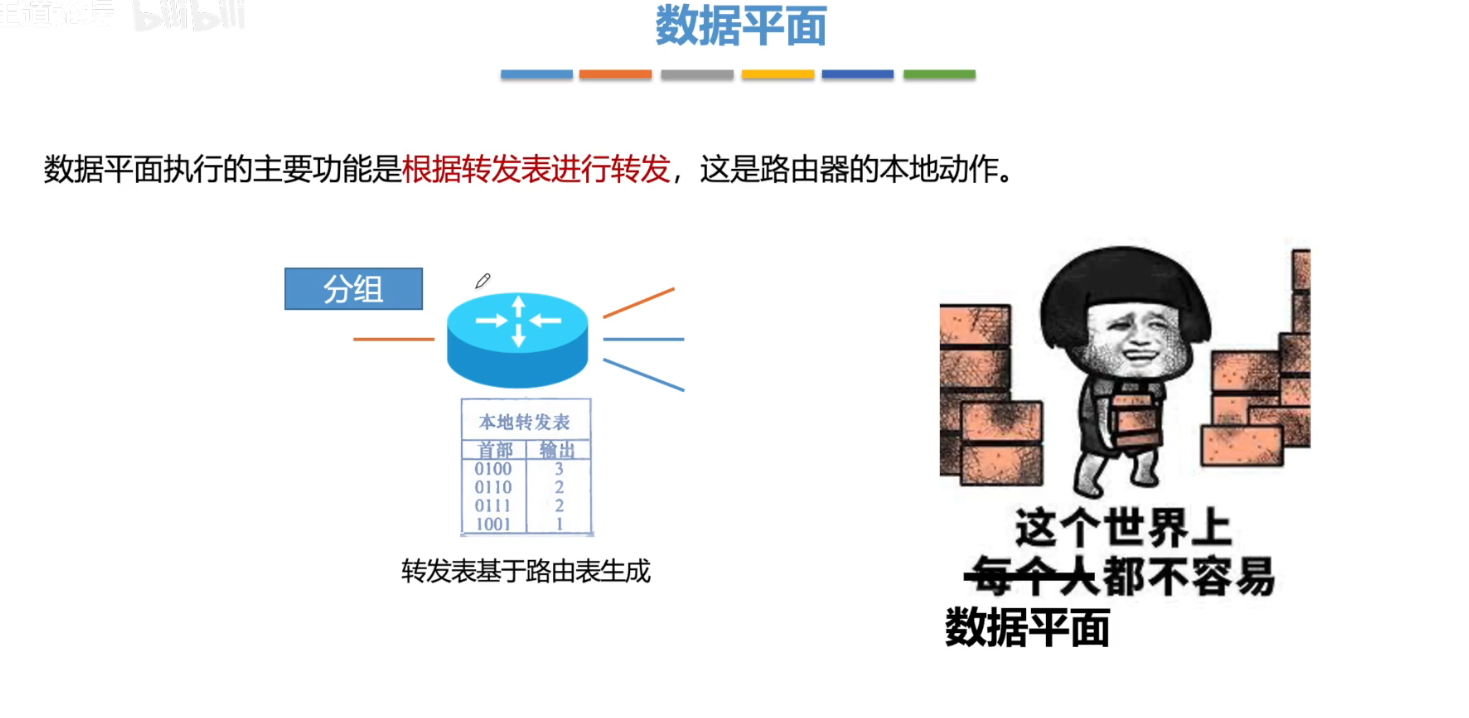 bilibili
数据平面
数据平面执行的主要功能是根据转发表进行转发，这是路由器的本地动作。
分组
本地转发表
首部 输出
0100 3
0110 2
0111 2
1001 1
转发表基于路由表生成
这个世界上
每个人都不容易
数据平面